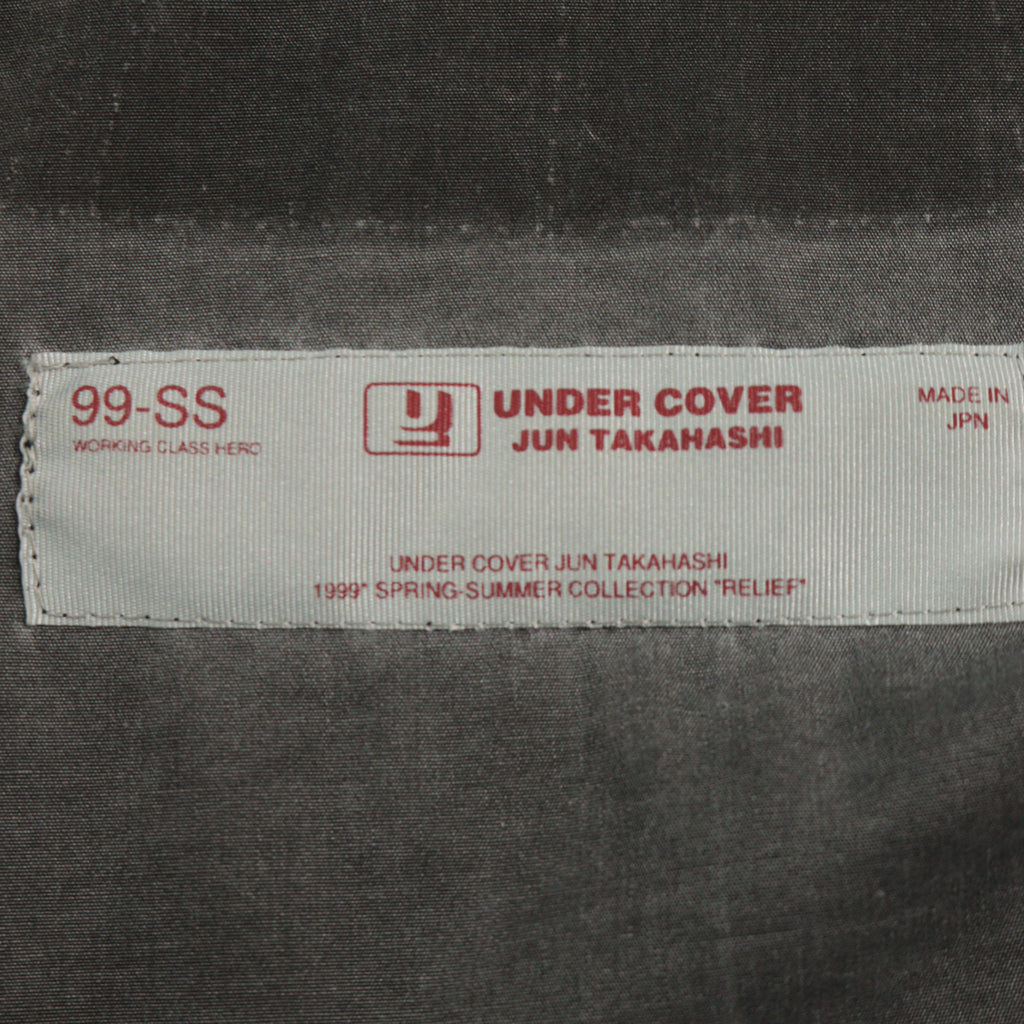 99-SS
WORKING CLASS HERO
UNDER COVER
JUN TAKAHASHI
MADE IN
JPN
UNDER COVER JUN TAKAHASHI
1999" SPRING-SUMMER COLLECTION "RELIEF"